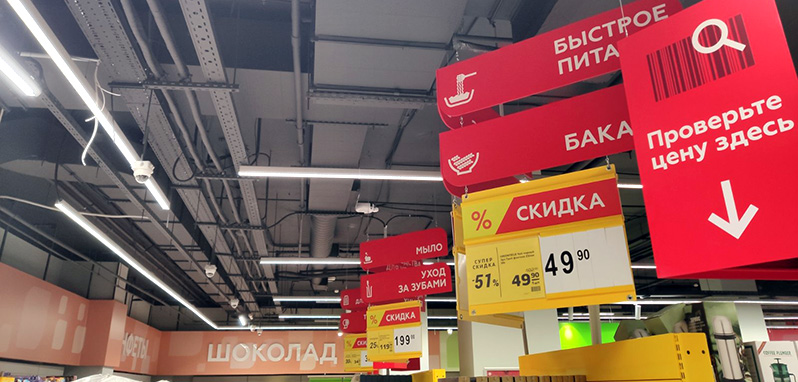 БЫСТРОЕ
ПИТА
БАКА
Проверьте
цену здесь
% СКИДКА
СУПЕР
СКИДКА
-51%
49 90
49 90
МЫЛО
УХОД
ЗА ЗУБАМИ
% СКИДКА
199
ШОКОЛАД
ФЕТЫ